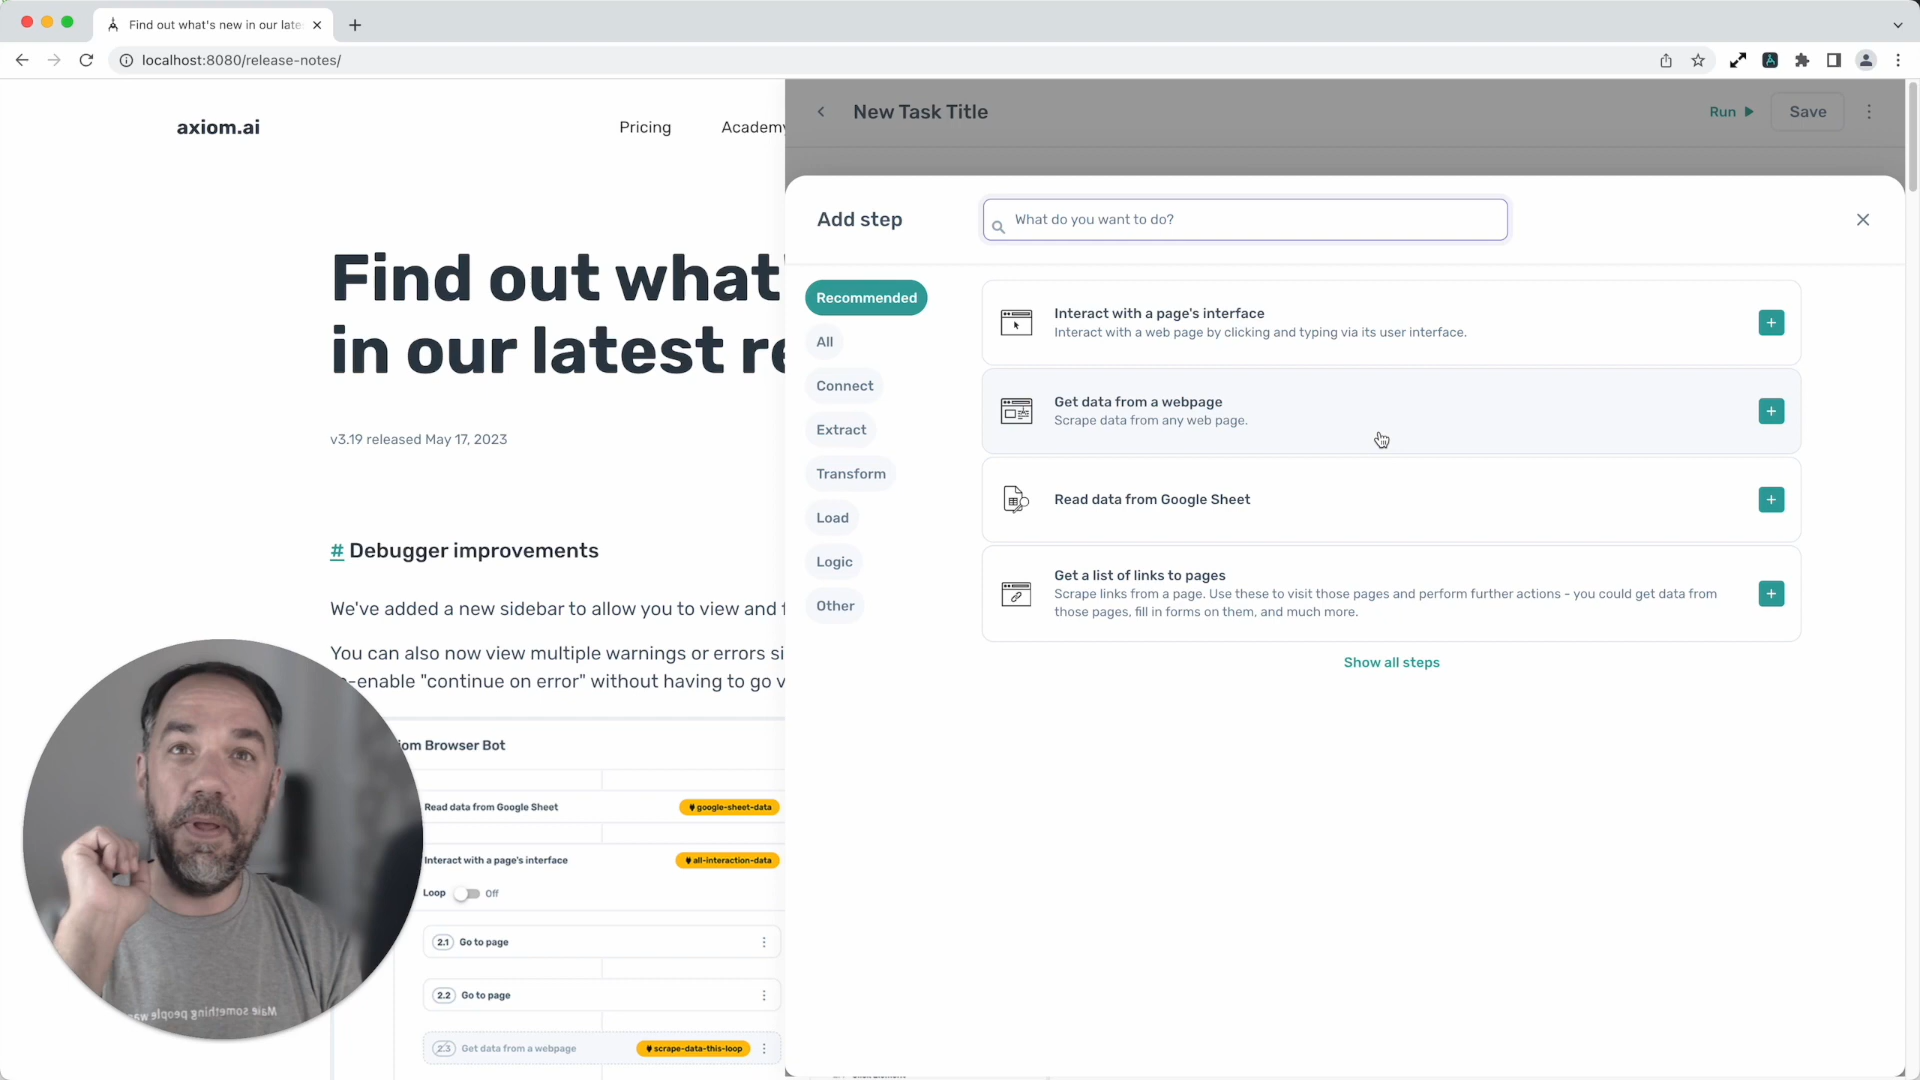 Find out what's new in our late
localhost:8080/release-notes/
axiom.ai
Pricing
Academy
Find out what'
in our latest re
v3.19 released May 17, 2023
# Debugger improvements
We've added a new sidebar to allow you to view and f
You can also now view multiple warnings or errors si
-enable "continue on error" without having to go v
iom Browser Bot
Read data from Google Sheet
google-sheet-data
Interact with a page's interface
all-interaction-data
Loop
Off
2.1 Go to page
2.2 Go to page
2.3 Get data from a webpage
scrape-data-this-loop
Make something people wan
New Task Title
Run
Save
Add step
What do you want to do?
Recommended
All
Connect
Extract
Transform
Load
Logic
Other
Interact with a page's interface
Interact with a web page by clicking and typing via its user interface.
Get data from a webpage
Scrape data from any web page.
Read data from Google Sheet
Get a list of links to pages
Scrape links from a page. Use these to visit those pages and perform further actions - you could get data from
those pages, fill in forms on them, and much more.
Show all steps